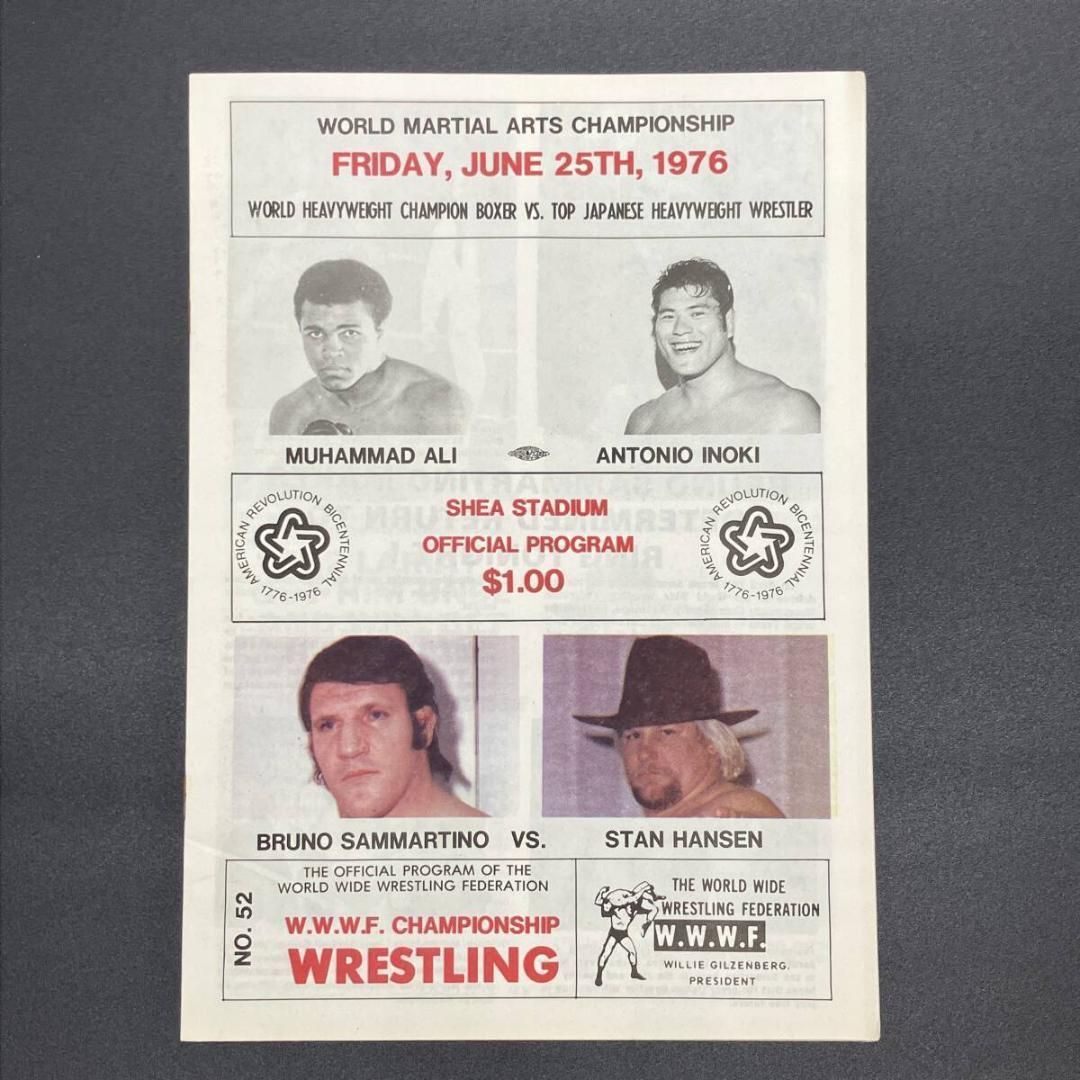 WORLD MARTIAL ARTS CHAMPIONSHIP
FRIDAY, JUNE 25TH, 1976
WORLD HEAVYWEIGHT CHAMPION BOXER VS. TOP JAPANESE HEAVYWEIGHT WRESTLER
MUHAMMAD ALI
ANTONIO INOKI
AMERICAN REVOLUTION BICENTENNIAL
1776-1976
SHEA STADIUM
OFFICIAL PROGRAM
$1.00
AMERICAN REVOLUTION BICENTENNIAL
1776-1976
BRUNO SAMMARTINO VS. STAN HANSEN
NO. 52
THE OFFICIAL PROGRAM OF THE
WORLD WIDE WRESTLING FEDERATION
W.W.W.F. CHAMPIONSHIP
WRESTLING
THE WORLD WIDE
WRESTLING FEDERATION
W.W.W.F.
WILLIE GILZENBERG,
PRESIDENT